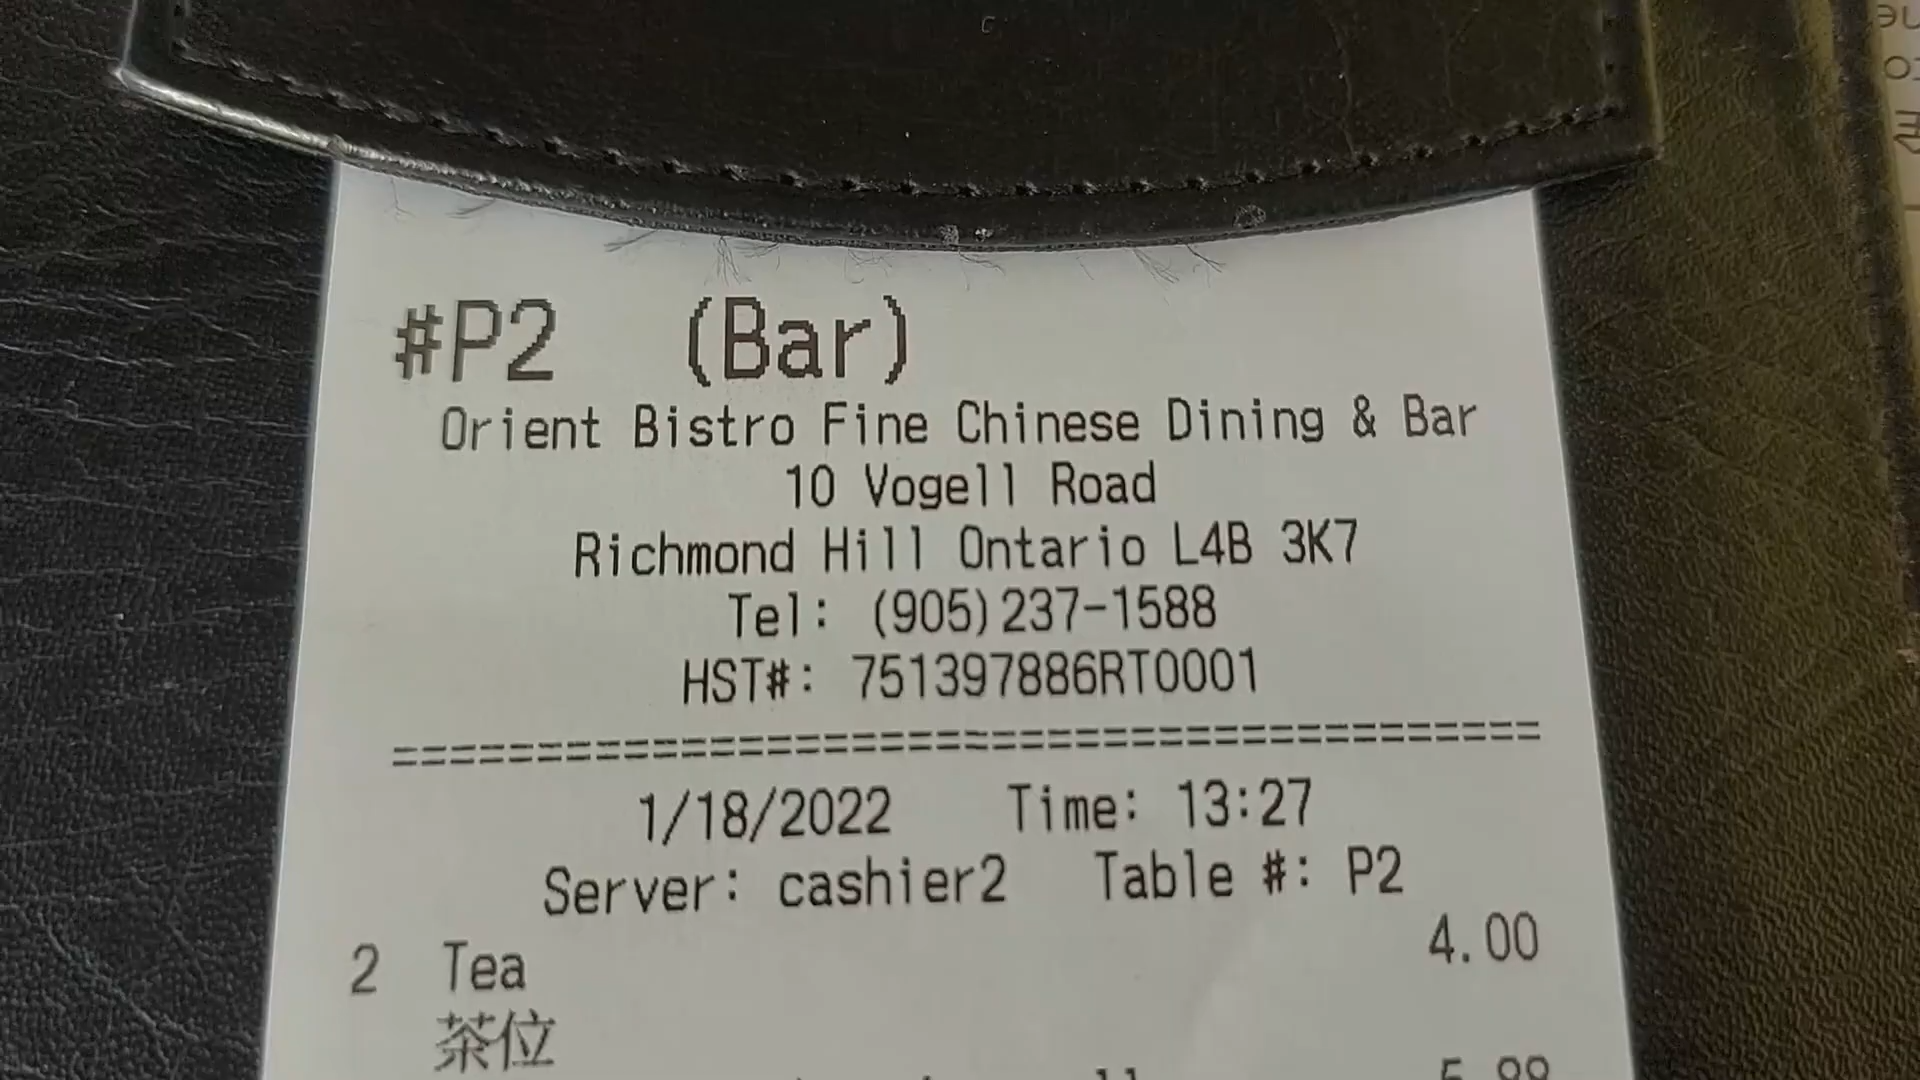 #P2 (Bar)
Orient Bistro Fine Chinese Dining & Bar
10 Vogell Road
Richmond Hill Ontario L4B 3K7
Tel: (905)237-1588
HST#: 751397886RT0001
========================================
1/18/2022 Time: 13:27
Server: cashier2 Table #: P2
2 Tea 4.00
茶位